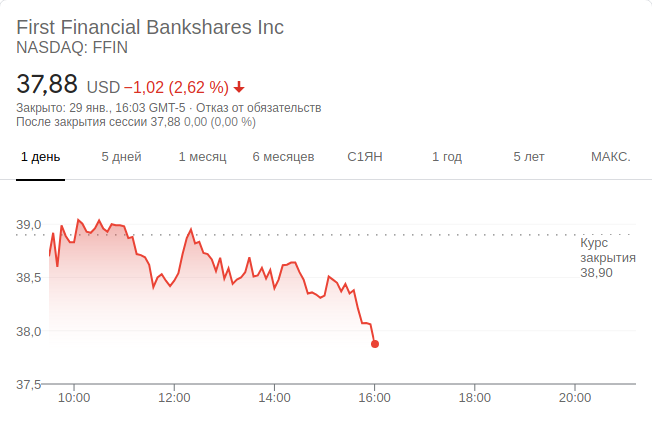 First Financial Bankshares Inc
NASDAQ: FFIN
37,88 USD −1,02 (2,62 %)
Закрыто: 29 янв., 16:03 GMT-5 · Отказ от обязательств
После закрытия сессии 37,88 0,00 (0,00 %)
1 день 5 дней 1 месяц 6 месяцев С1ЯН 1 год 5 лет МАКС.
39,0
Курс
закрытия
38,90
38,5
38,0
37,5
10:00 12:00 14:00 16:00 18:00 20:00